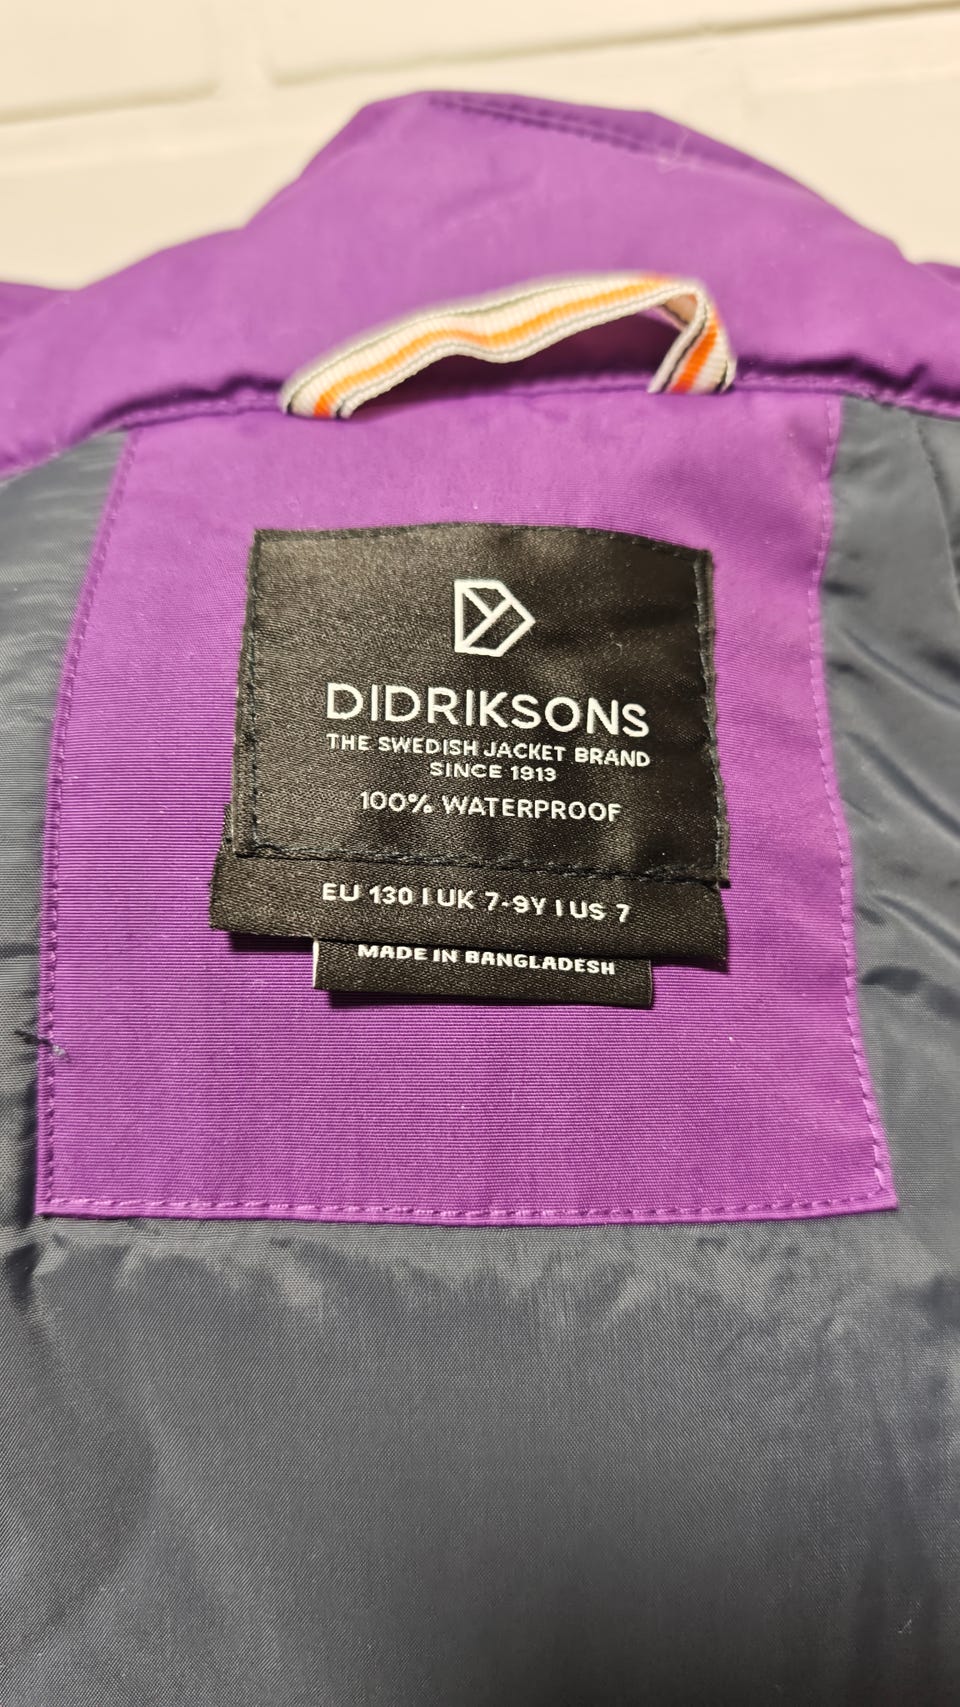 DIDRIKSONS
THE SWEDISH JACKET BRAND
SINCE 1913
100% WATERPROOF
EU 130 | UK 7-9Y | US 7
MADE IN BANGLADESH